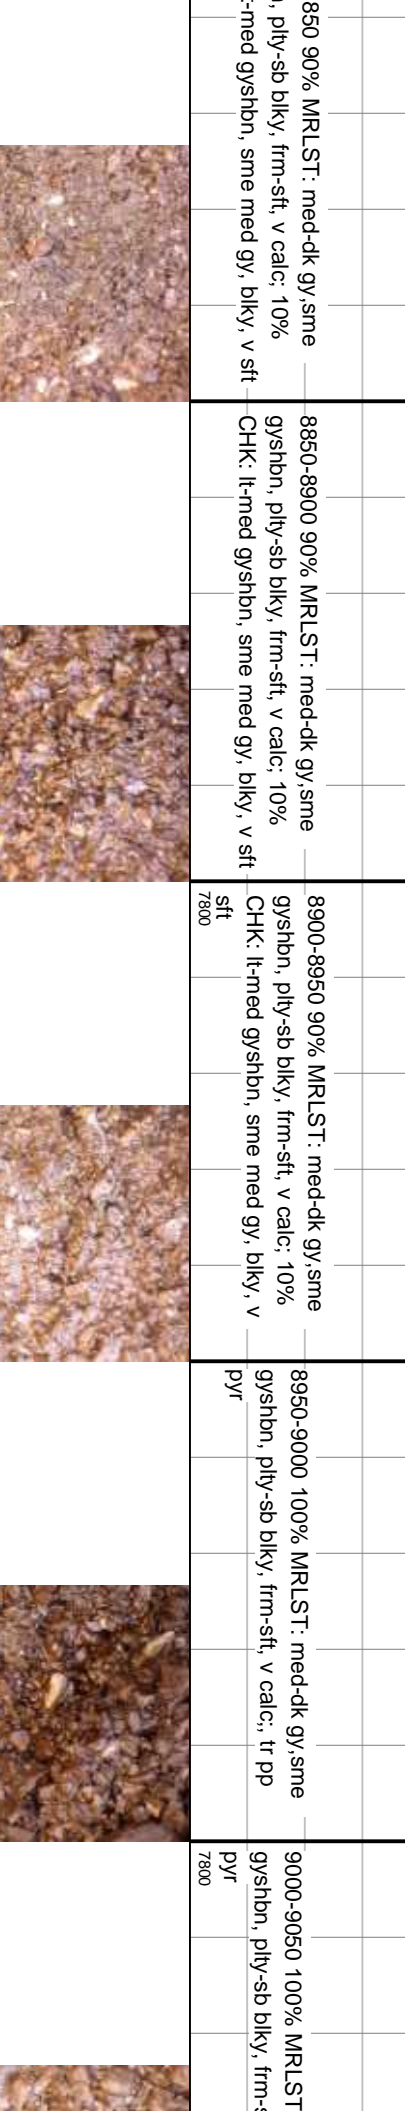 850 90% MRLST: med-dk gy,sme
, plty-sb blky, frm-sft, v calc; 10%
-med gyshbn, sme med gy, blky, v sft
8850-8900 90% MRLST: med-dk gy,sme
gyshbn, plty-sb blky, frm-sft, v calc; 10%
CHK: lt-med gyshbn, sme med gy, blky, v sft
8900-8950 90% MRLST: med-dk gy,sme
gyshbn, plty-sb blky, frm-sft, v calc; 10%
CHK: lt-med gyshbn, sme med gy, blky, v
sft
7800
8950-9000 100% MRLST: med-dk gy,sme
gyshbn, plty-sb blky, frm-sft, v calc;, tr pp
pyr
9000-9050 100% MRLST
gyshbn, plty-sb blky, frm-s
pyr
7800